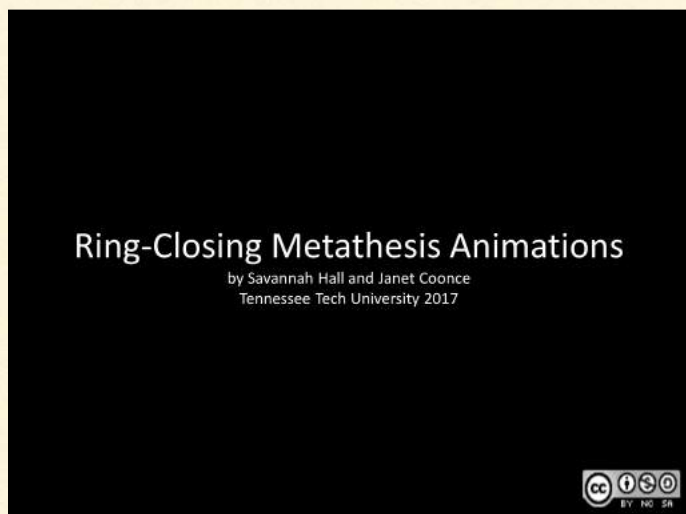 Ring-Closing Metathesis Animations
by Savannah Hall and Janet Coonce
Tennessee Tech University 2017
cc
BY NC SA